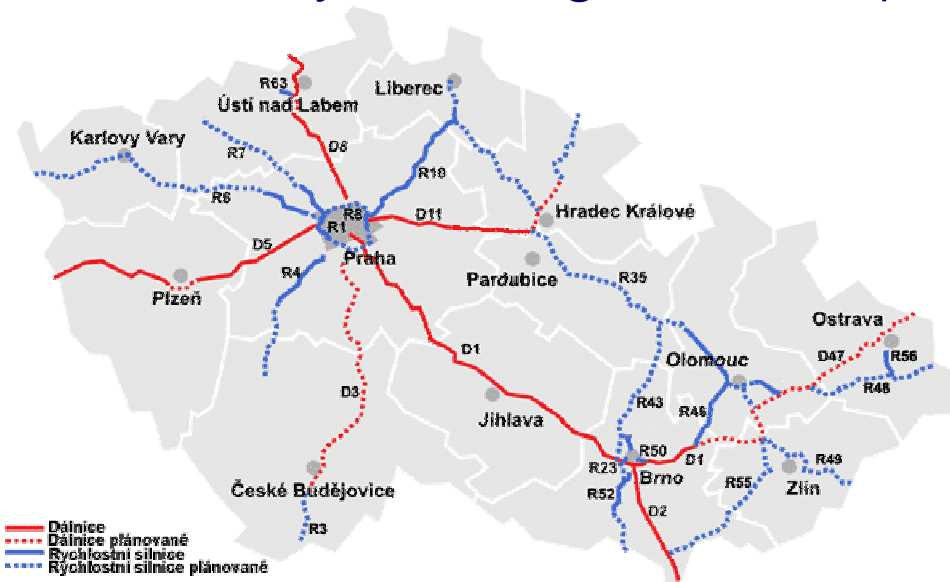 R63
Ústí nad Labem
Liberec
Karlovy Vary
R7
D8
R10
R6
R8
R1
D11
Hradec Králové
D5
Praha
R4
Pardubice
R35
Plzeň
Ostrava
D1
Olomouc
D47
R56
R48
D3
R43
Jihlava
R46
R50
D1
R49
R23
Brno
R55
Zlín
České Budějovice
R52
D2
R3
Dálnice
Dálnice plánované
Rychlostní silnice
Rychlostní silnice plánované